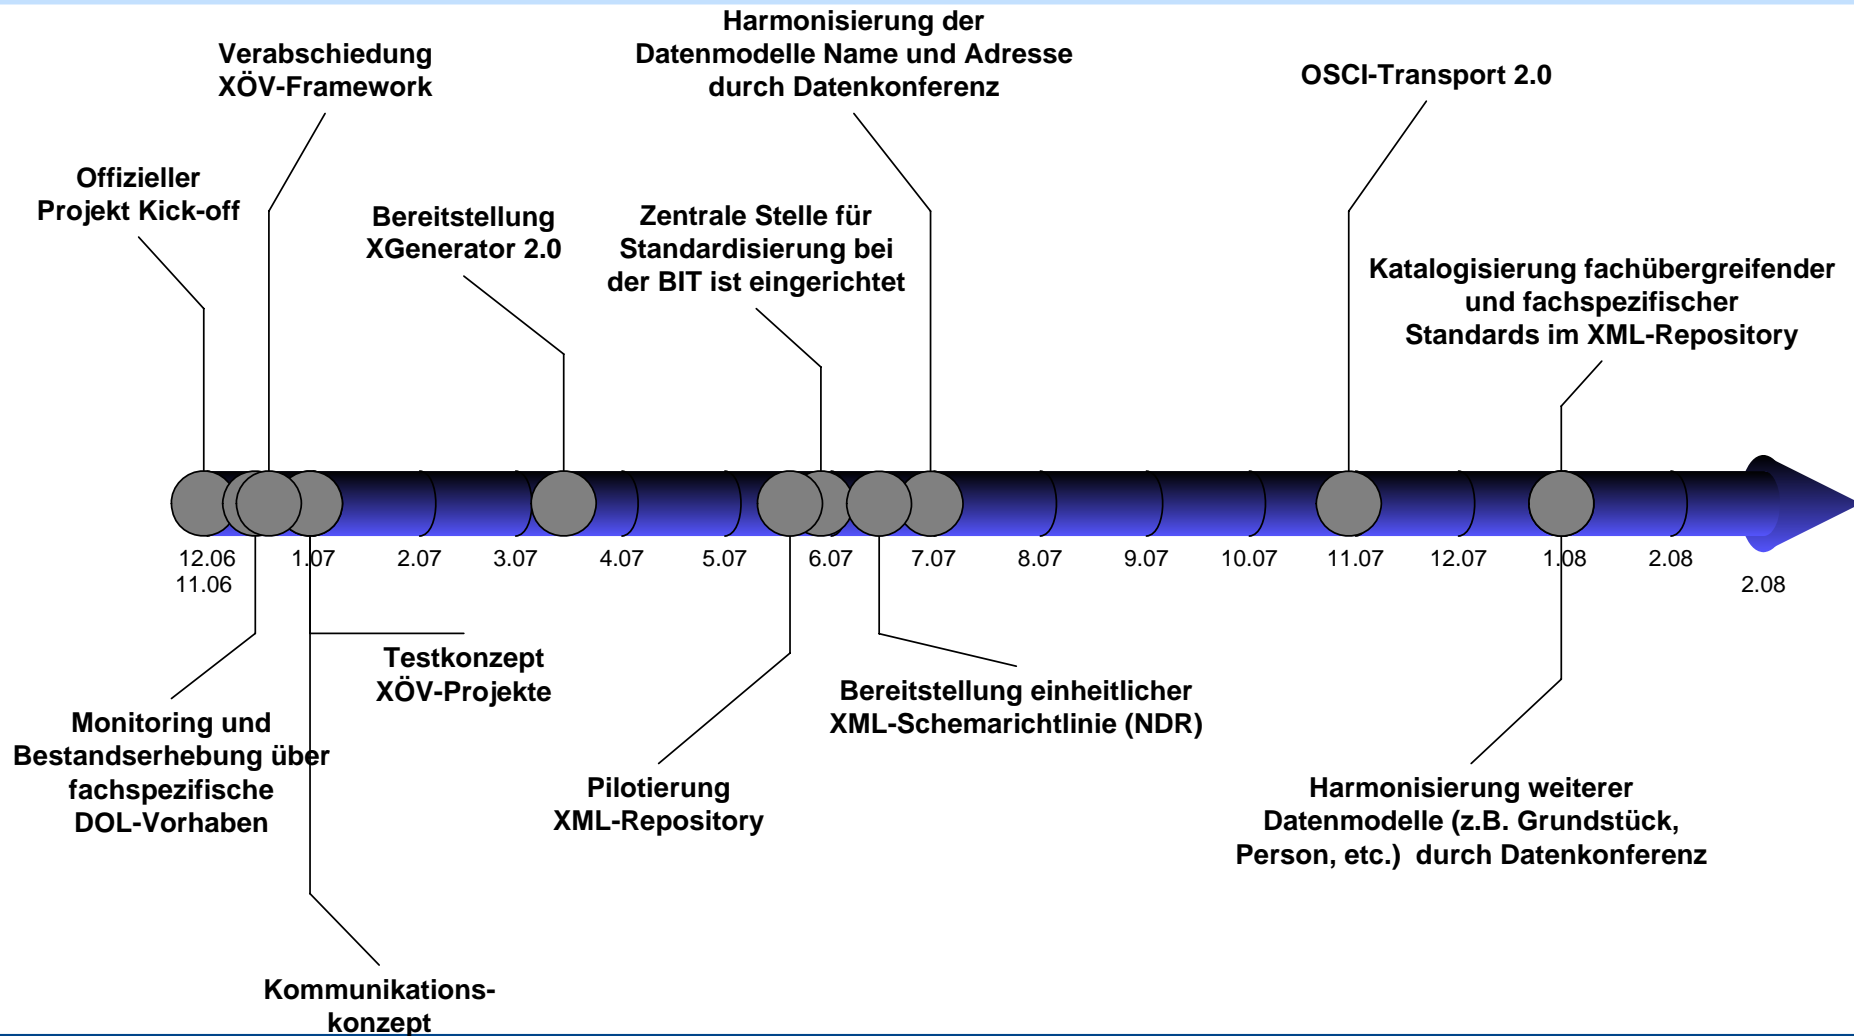 Verabschiedung
XÖV-Framework
Harmonisierung der
Datenmodelle Name und Adresse
durch Datenkonferenz
OSCI-Transport 2.0
Offizieller
Projekt Kick-off
Bereitstellung
XGenerator 2.0
Zentrale Stelle für
Standardisierung bei
der BIT ist eingerichtet
Katalogisierung fachübergreifender
und fachspezifischer
Standards im XML-Repository
12.06 1.07 2.07 3.07 4.07 5.07 6.07 7.07 8.07 9.07 10.07 11.07 12.07 1.08 2.08
11.06 2.08
Testkonzept
XÖV-Projekte
Monitoring und
Bestandserhebung über
fachspezifische
DOL-Vorhaben
Bereitstellung einheitlicher
XML-Schemarichtlinie (NDR)
Pilotierung
XML-Repository
Harmonisierung weiterer
Datenmodelle (z.B. Grundstück,
Person, etc.) durch Datenkonferenz
Kommunikations-
konzept